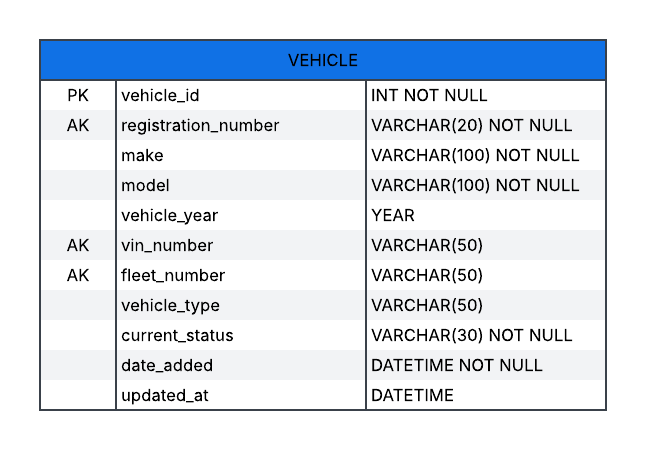 VEHICLE
PK vehicle_id INT NOT NULL
AK registration_number VARCHAR(20) NOT NULL
make VARCHAR(100) NOT NULL
model VARCHAR(100) NOT NULL
vehicle_year YEAR
AK vin_number VARCHAR(50)
AK fleet_number VARCHAR(50)
vehicle_type VARCHAR(50)
current_status VARCHAR(30) NOT NULL
date_added DATETIME NOT NULL
updated_at DATETIME